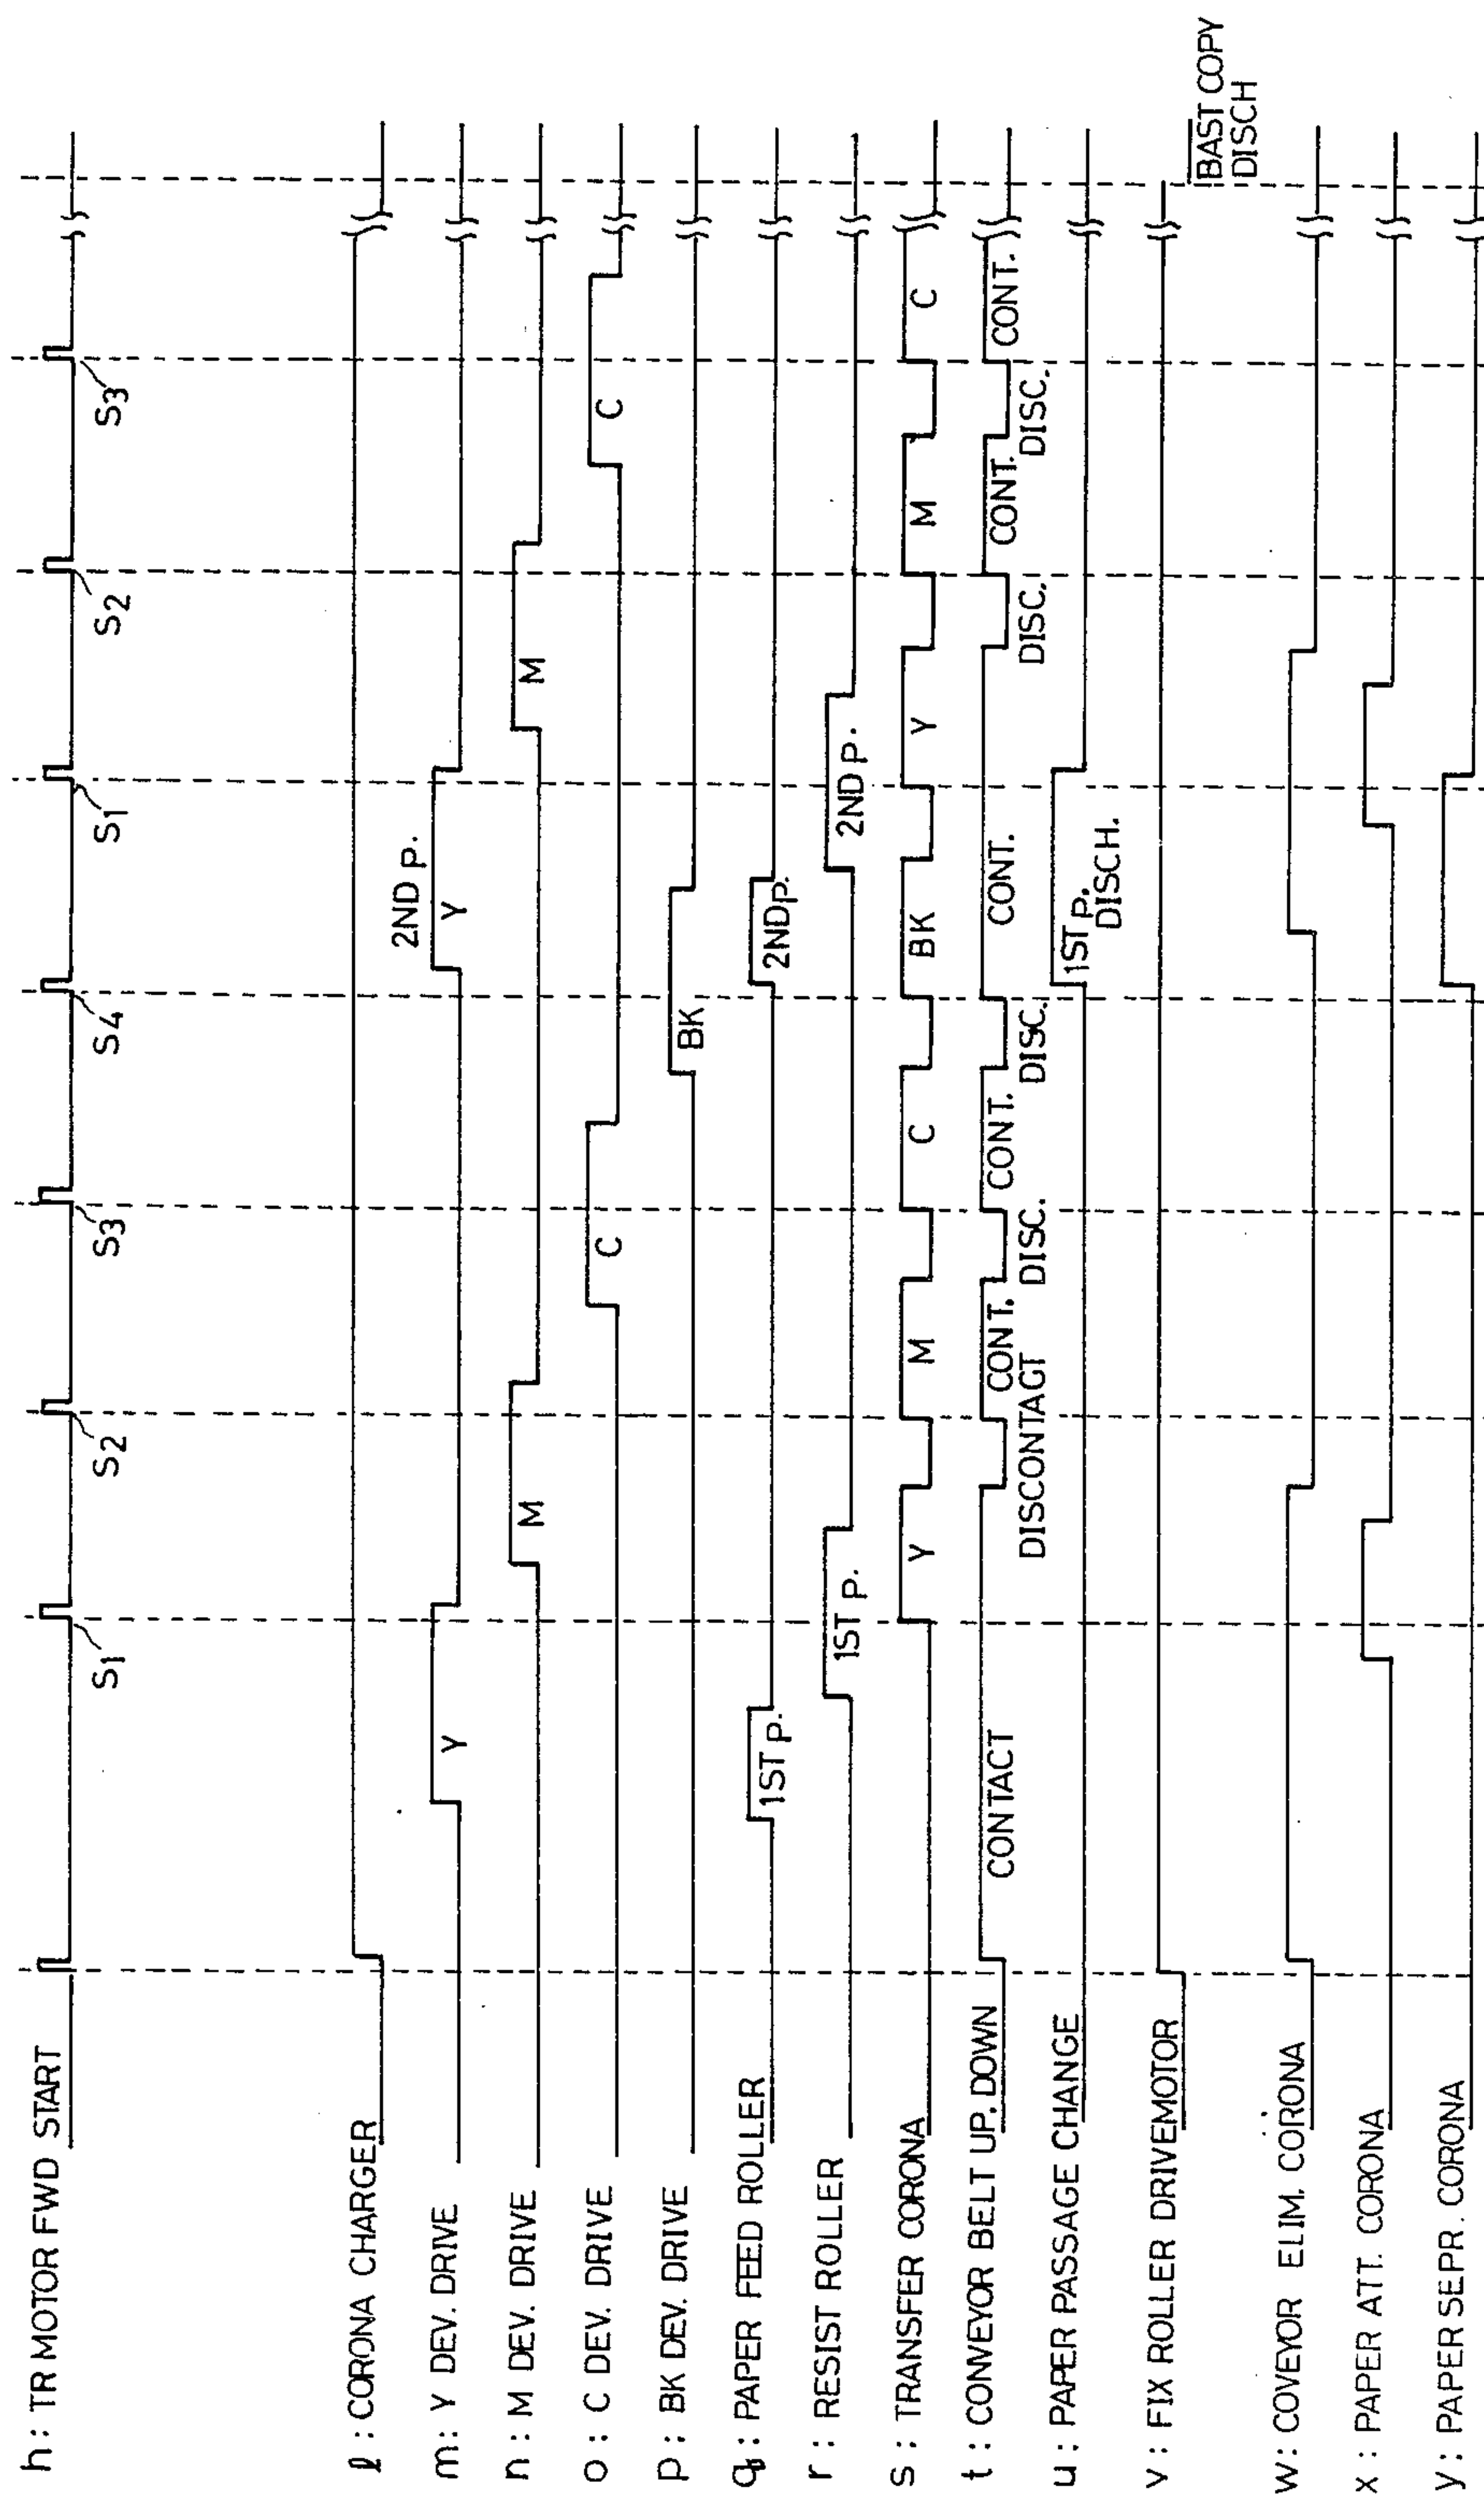 h : TR MOTOR FWD START
S1
S2
S3
S4
S1
S2
S3
ℓ : CORONA CHARGER
m : Y DEV. DRIVE
Y
2ND P.
Y
n : M DEV. DRIVE
M
M
o : C DEV. DRIVE
C
C
p : BK DEV. DRIVE
BK
q : PAPER FEED ROLLER
1ST P.
2ND P.
r : RESIST ROLLER
1ST P.
2ND P.
s : TRANSFER CORONA
Y
M
C
BK
Y
M
C
t : CONVEYOR BELT UP, DOWN
CONTACT
CONT.
CONT.
CONT.
CONT.
CONT.
DISCONTAGT
DISC.
DISC.
DISC.
DISC.
u : PAPER PASSAGE CHANGE
1ST P.
DISCH.
v : FIX ROLLER DRIVEMOTOR
BAST COPY
DISCH
w : COVEYOR ELIM. CORONA
x : PAPER ATT. CORONA
y : PAPER SEPR. CORONA